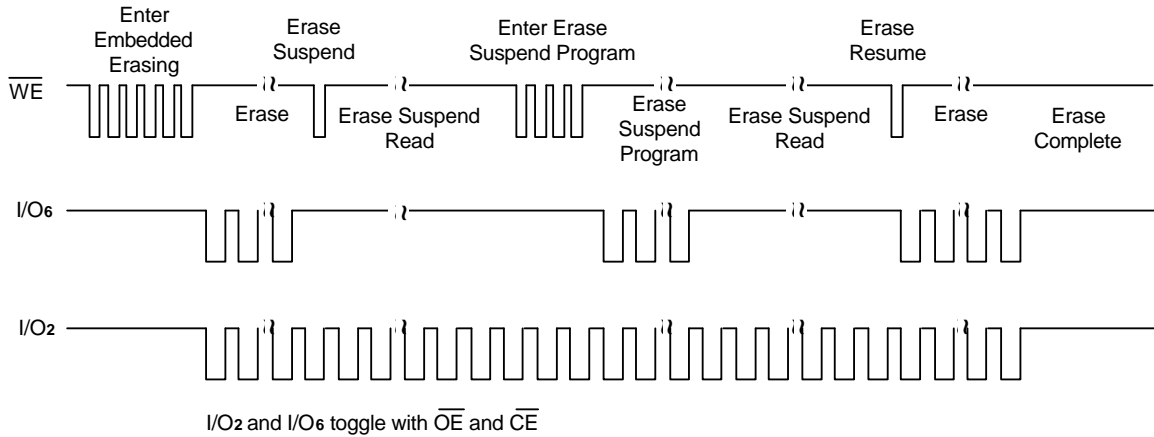 Enter
Embedded
Erasing
Erase
Suspend
Enter Erase
Suspend Program
Erase
Resume
WE
Erase
Erase Suspend
Read
Erase
Suspend
Program
Erase Suspend
Read
Erase
Erase
Complete
I/O6
I/O2
I/O2 and I/O6 toggle with OE and CE